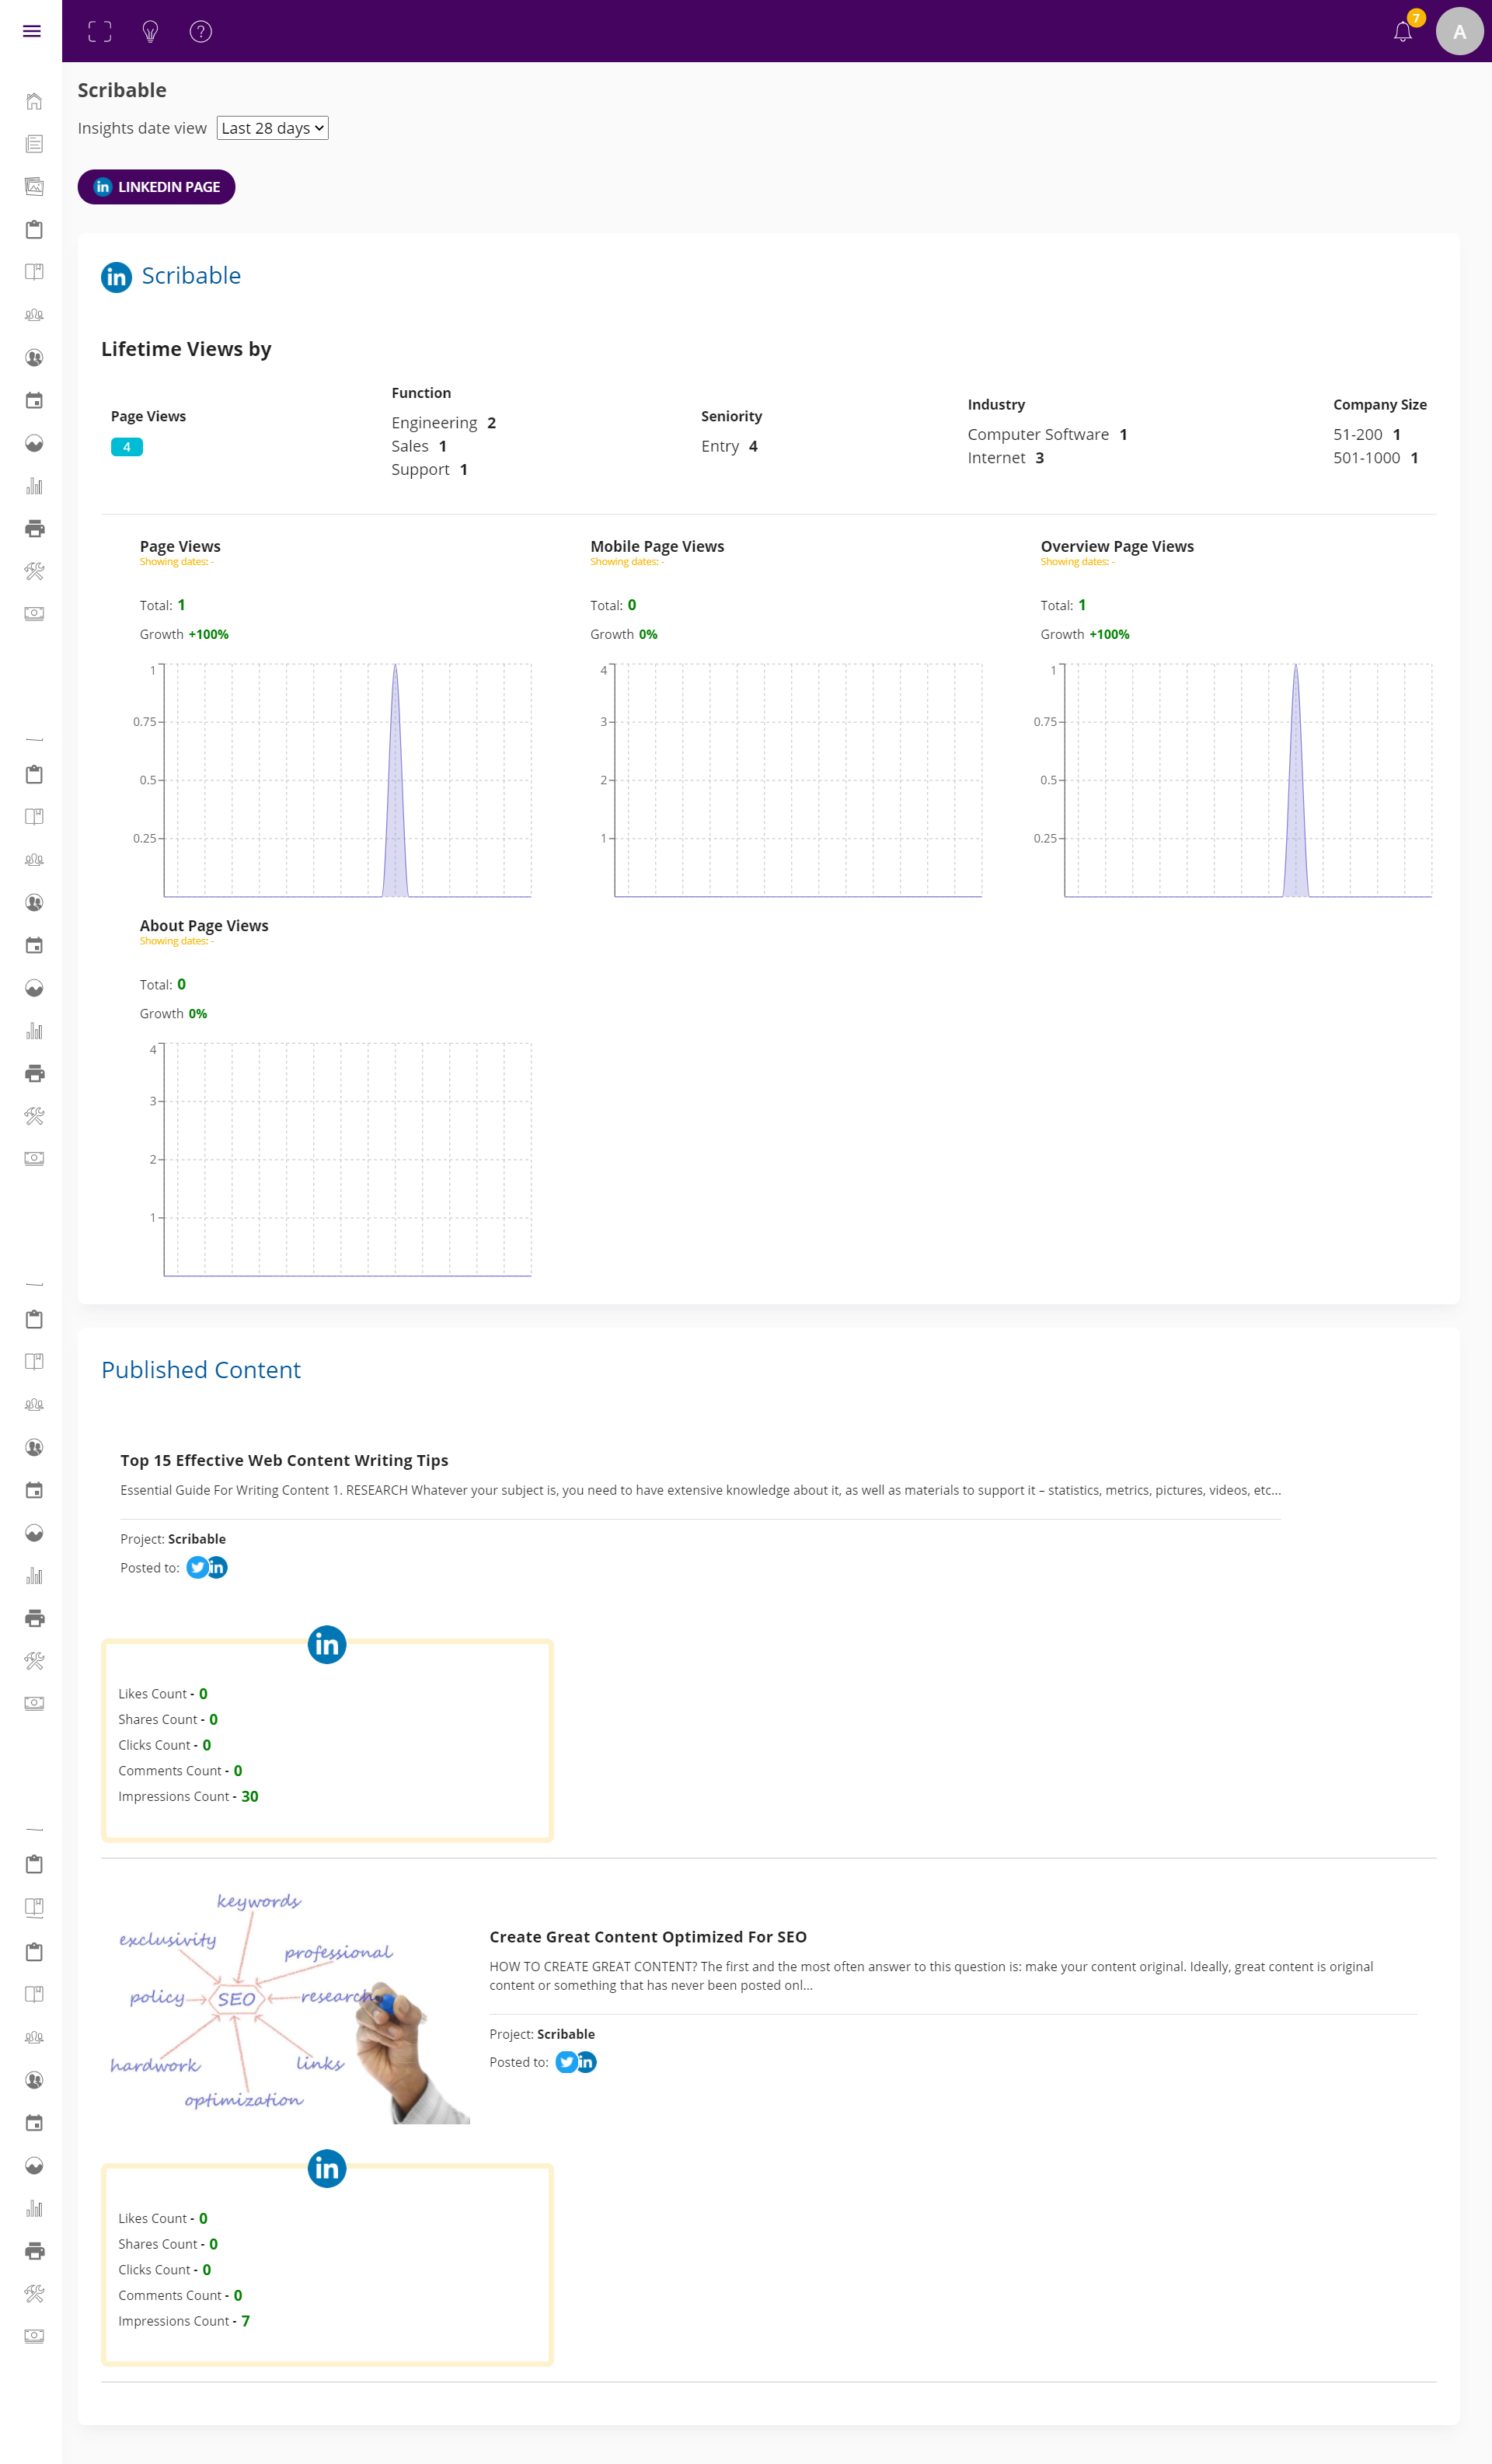 7
A
Scribable
Insights date view Last 28 days
in LINKEDIN PAGE
in Scribable
Lifetime Views by
Page Views
4
Function
Engineering 2
Sales 1
Support 1
Seniority
Entry 4
Industry
Computer Software 1
Internet 3
Company Size
51-200 1
501-1000 1
Page Views
Showing dates: -
Total: 1
Growth +100%
1
0.75
0.5
0.25
Mobile Page Views
Showing dates: -
Total: 0
Growth 0%
4
3
2
1
Overview Page Views
Showing dates: -
Total: 1
Growth +100%
1
0.75
0.5
0.25
About Page Views
Showing dates: -
Total: 0
Growth 0%
4
3
2
1
Published Content
Top 15 Effective Web Content Writing Tips
Essential Guide For Writing Content 1. RESEARCH Whatever your subject is, you need to have extensive knowledge about it, as well as materials to support it – statistics, metrics, pictures, videos, etc...
Project: Scribable
Posted to: in
in
Likes Count - 0
Shares Count - 0
Clicks Count - 0
Comments Count - 0
Impressions Count - 30
keywords
exclusivity
professional
policy
SEO
research
hardwork
links
optimization
Create Great Content Optimized For SEO
HOW TO CREATE GREAT CONTENT? The first and the most often answer to this question is: make your content original. Ideally, great content is original
content or something that has never been posted onl...
Project: Scribable
Posted to: in
in
Likes Count - 0
Shares Count - 0
Clicks Count - 0
Comments Count - 0
Impressions Count - 7